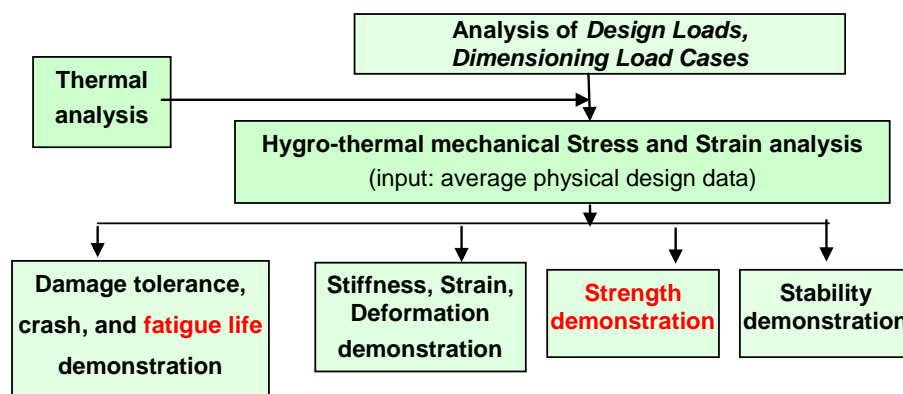 Analysis of Design Loads,
Dimensioning Load Cases
Thermal
analysis
Hygro-thermal mechanical Stress and Strain analysis
(input: average physical design data)
Damage tolerance,
crash, and fatigue life
demonstration
Stiffness, Strain,
Deformation
demonstration
Strength
demonstration
Stability
demonstration